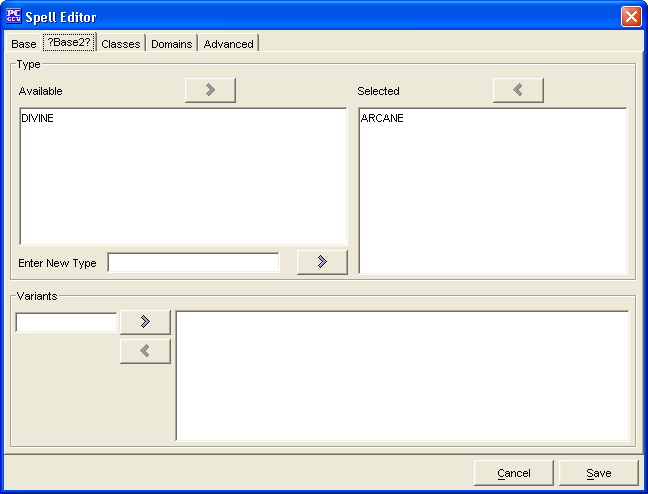 PC GEN Spell Editor
Base ?Base2? Classes Domains Advanced
Type
Available Selected
DIVINE ARCANE
Enter New Type
Variants
Cancel Save